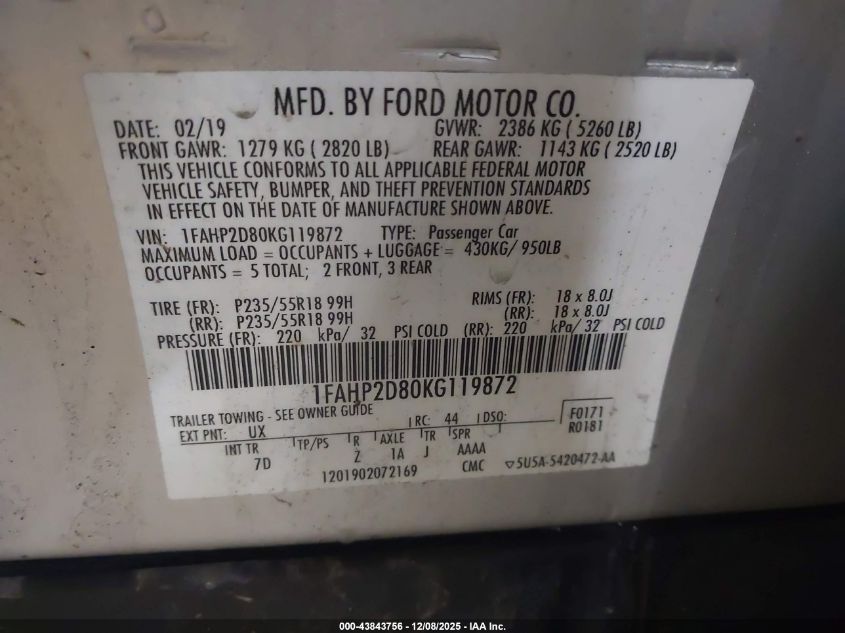 MFD. BY FORD MOTOR CO.
DATE: 02/19 GVWR: 2386 KG ( 5260 LB)
FRONT GAWR: 1279 KG ( 2820 LB) REAR GAWR: 1143 KG ( 2520 LB)
THIS VEHICLE CONFORMS TO ALL APPLICABLE FEDERAL MOTOR
VEHICLE SAFETY, BUMPER, AND THEFT PREVENTION STANDARDS
IN EFFECT ON THE DATE OF MANUFACTURE SHOWN ABOVE.
VIN: 1FAHP2D80KG119872 TYPE: Passenger Car
MAXIMUM LOAD = OCCUPANTS + LUGGAGE = 430KG/ 950LB
OCCUPANTS = 5 TOTAL; 2 FRONT, 3 REAR
TIRE (FR): P235/55R18 99H RIMS (FR): 18 x 8.0J
(RR): P235/55R18 99H (RR): 18 x 8.0J
PRESSURE (FR): 220 kPa/ 32 PSI COLD (RR): 220 kPa/ 32 PSI COLD
1FAHP2D80KG119872
TRAILER TOWING - SEE OWNER GUIDE
EXT PNT: UX RC: 44 DSO: F0171
R0181
INT TR TP/PS R AXLE TR SPR
7D Z 1A J AAAA
1201902072169 CMC ▽5U5A-5420472-AA
000-43843756 - 12/08/2025 - IAA Inc.